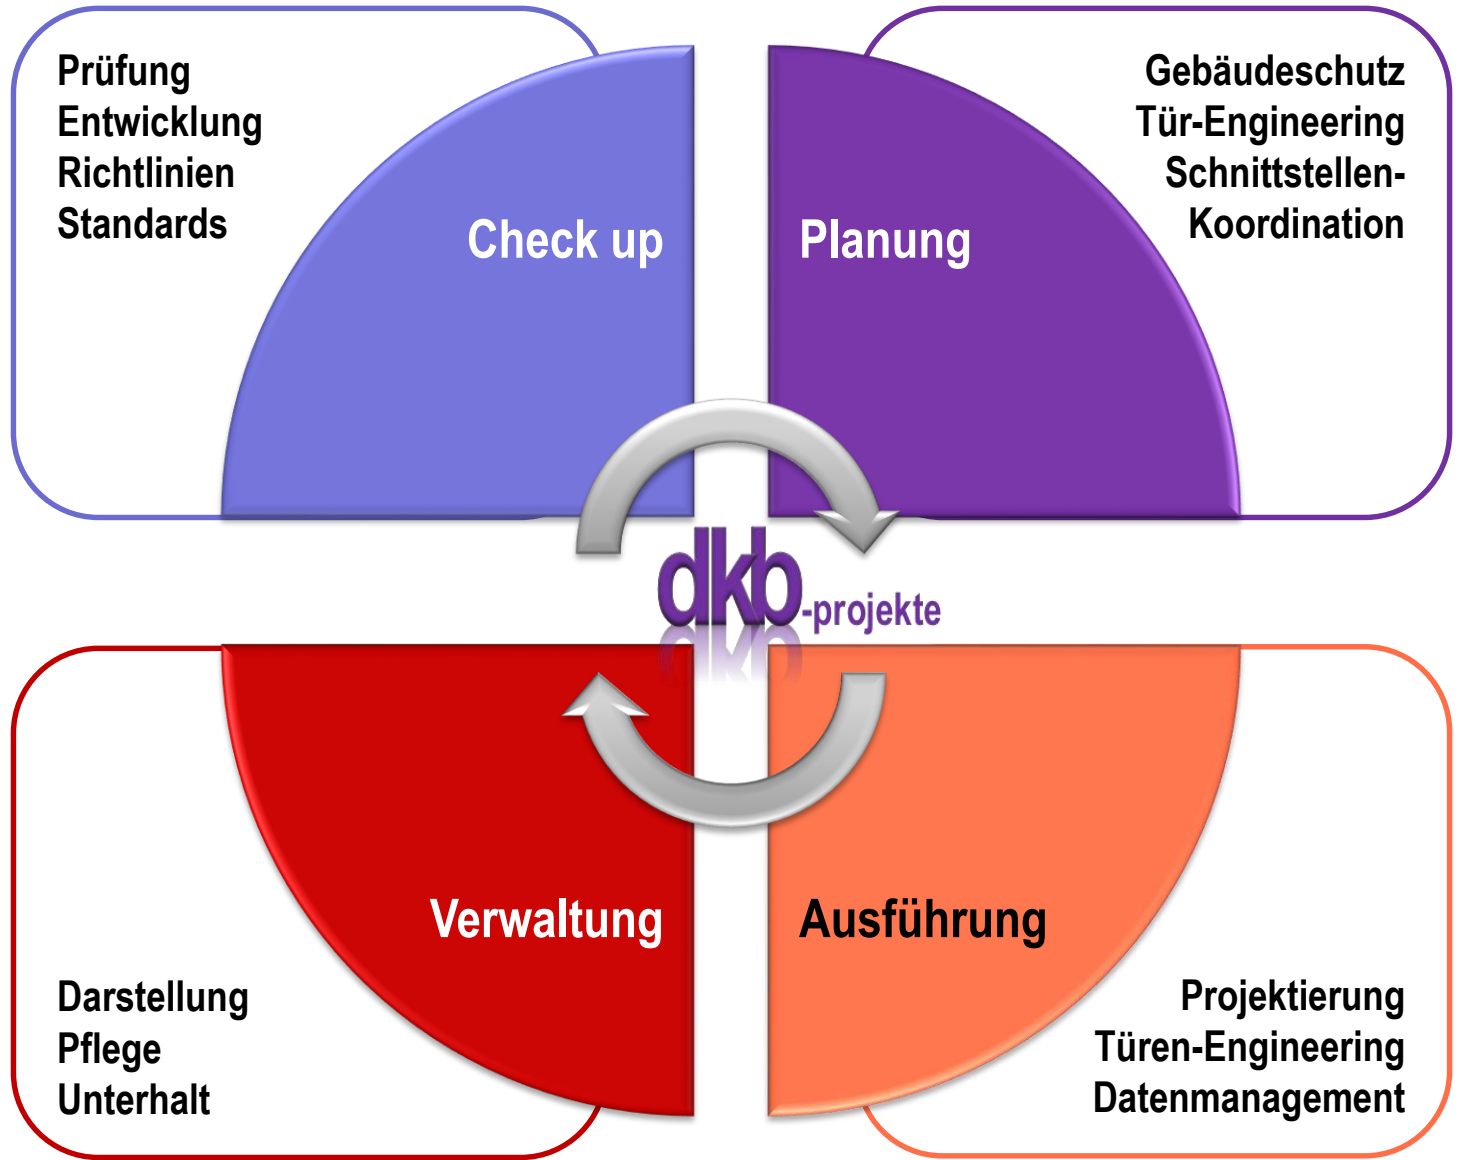 Prüfung
Entwicklung
Richtlinien
Standards
Check up
Gebäudeschutz
Tür-Engineering
Schnittstellen-
Koordination
Planung
dkb-projekte
Verwaltung
Darstellung
Pflege
Unterhalt
Ausführung
Projektierung
Türen-Engineering
Datenmanagement